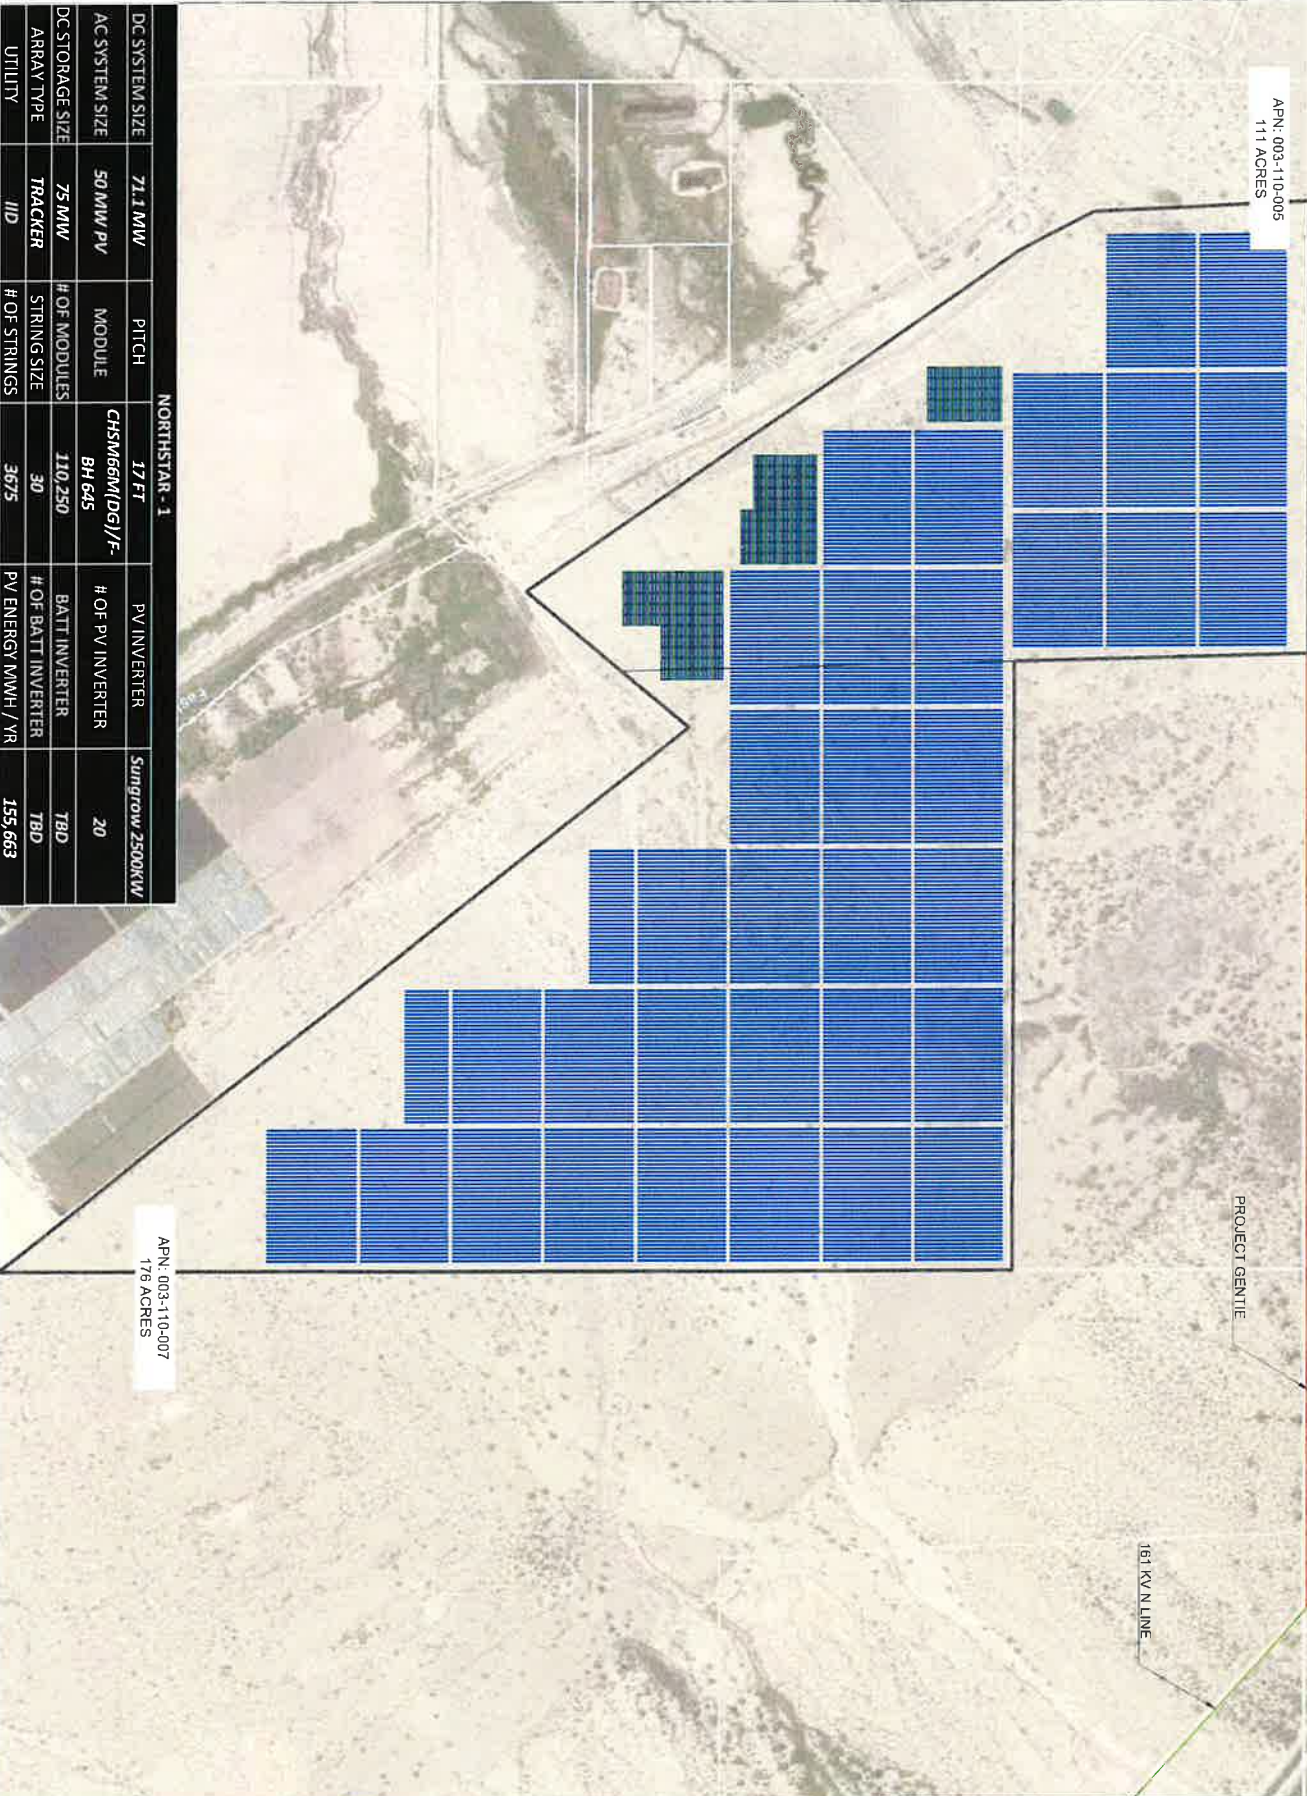 APN: 003-110-005
111 ACRES
PROJECT GENTIE
161 KV N LINE
APN: 003-110-007
176 ACRES
NORTHSTAR - 1
DC SYSTEM SIZE 71.1 MW PITCH 17 FT PV INVERTER Sungrow 2500KW
AC SYSTEM SIZE 50 MW PV MODULE CHSM66M(DG)/F-BH 645 # OF PV INVERTER 20
DC STORAGE SIZE 75 MW # OF MODULES 110,250 BATT INVERTER TBD
ARRAY TYPE TRACKER STRING SIZE 30 # OF BATT INVERTER TBD
UTILITY IID # OF STRINGS 3675 PV ENERGY MWH / YR 155,663